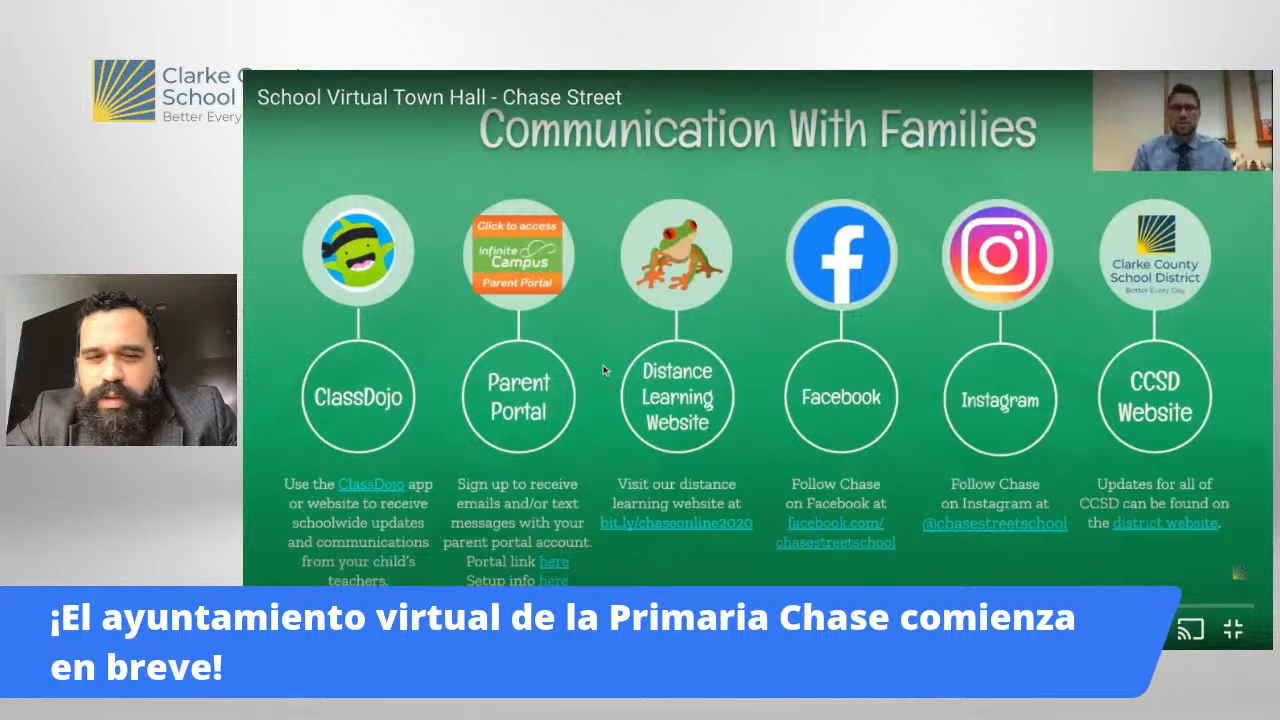 Clarke C
School
Better Every
School Virtual Town Hall - Chase Street
Communication With Families
Click to access
Infinite
Campus
Parent Portal
Clarke County
School District
Better Every Day
ClassDojo
Parent
Portal
Distance
Learning
Website
Facebook
Instagram
CCSD
Website
Use the ClassDojo app
or website to receive
schoolwide updates
and communications
from your child's
teachers.
Sign up to receive
emails and/or text
messages with your
parent portal account.
Portal link here
Setup info here
Visit our distance
learning website at
bit.ly/chaseonline2020
Follow Chase
on Facebook at
facebook.com/
chasestreetschool
Follow Chase
on Instagram at
@chasestreetschool
Updates for all of
CCSD can be found on
the district website.
¡El ayuntamiento virtual de la Primaria Chase comienza
en breve!